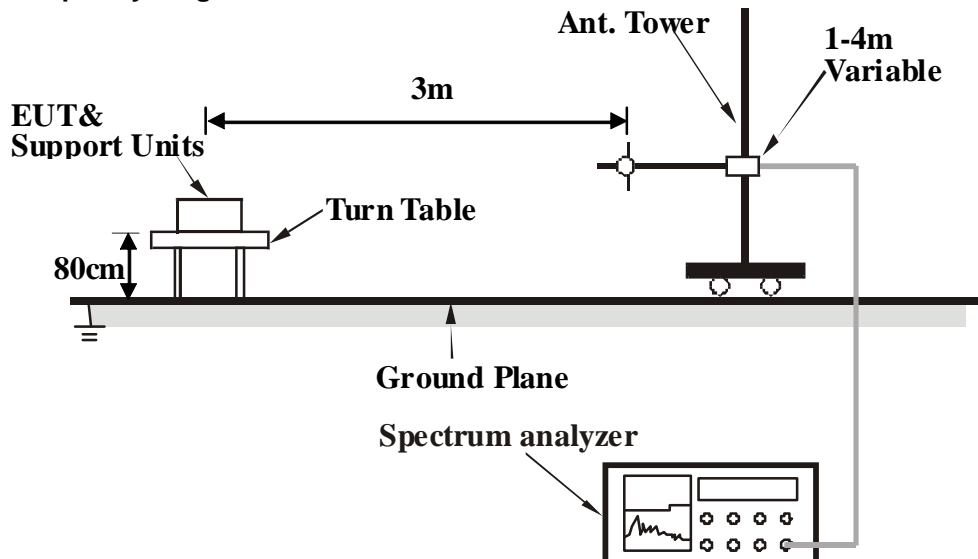 Ant. Tower
1-4m
Variable
3m
EUT&
Support Units
Turn Table
80cm
Ground Plane
Spectrum analyzer